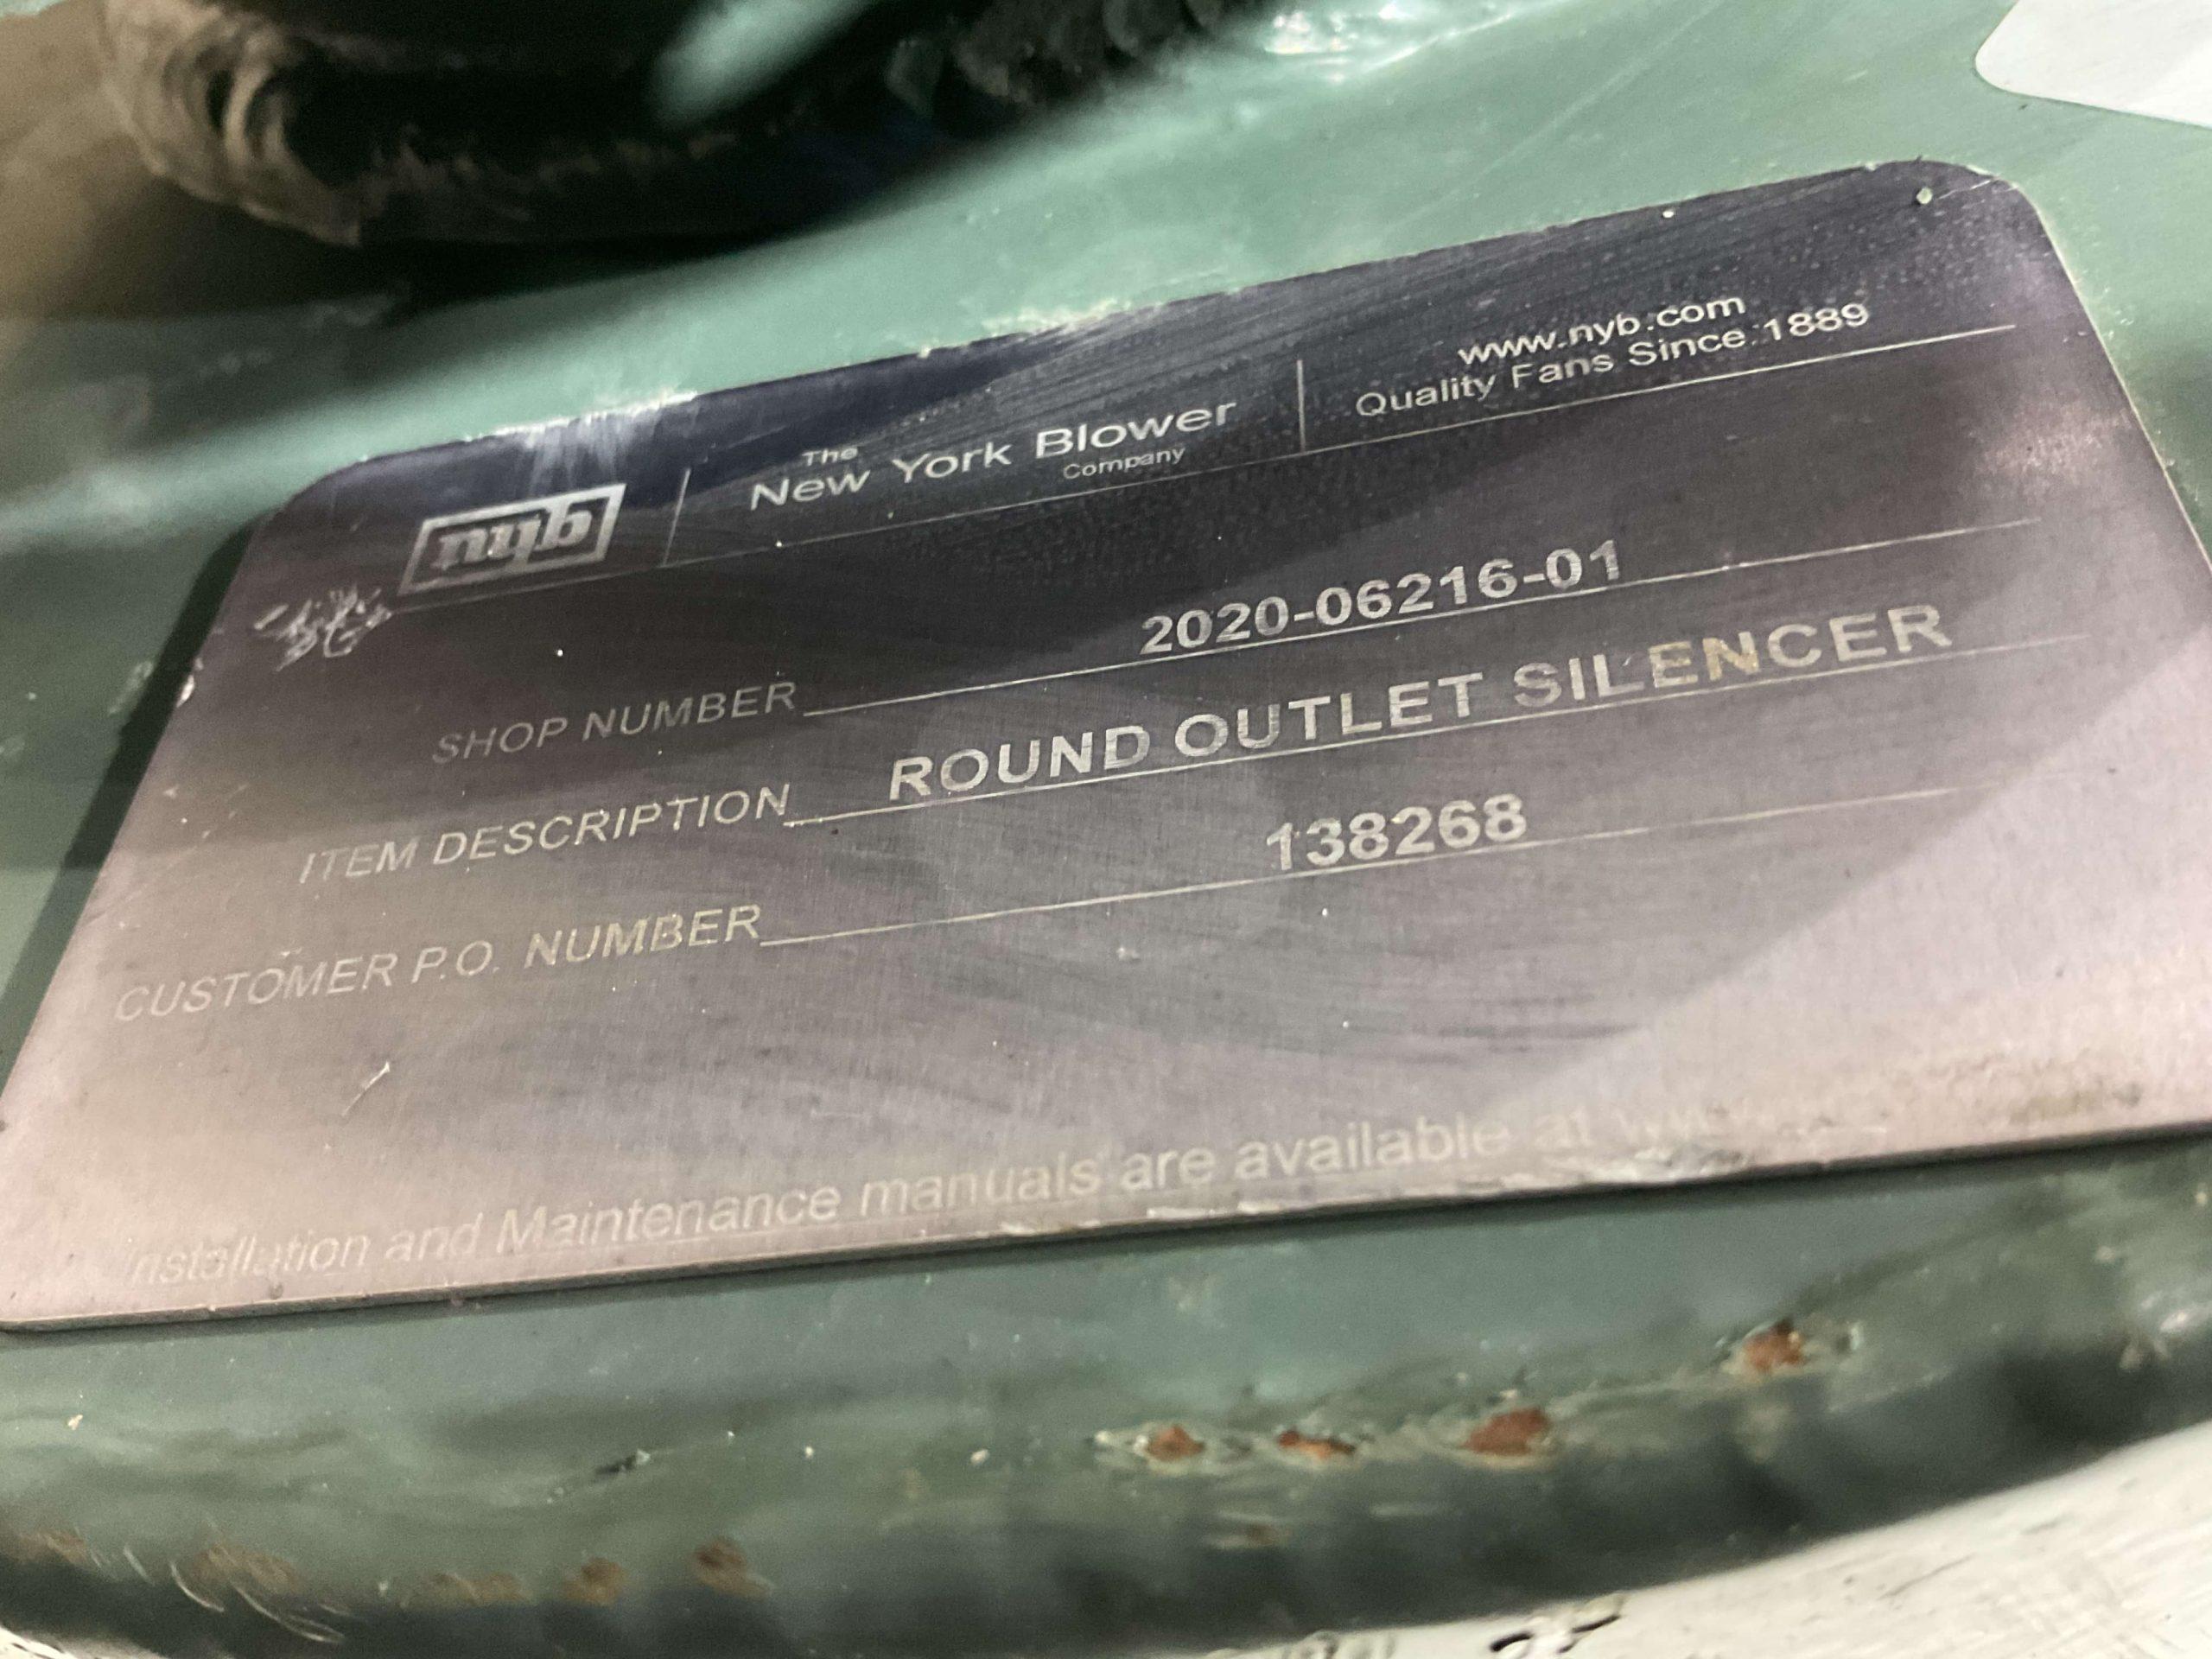 nyb
The
New York Blower
Company
www.nyb.com
Quality Fans Since 1889
SHOP NUMBER 2020-06216-01
ITEM DESCRIPTION ROUND OUTLET SILENCER
CUSTOMER P.O. NUMBER 138268
Installation and Maintenance manuals are available at